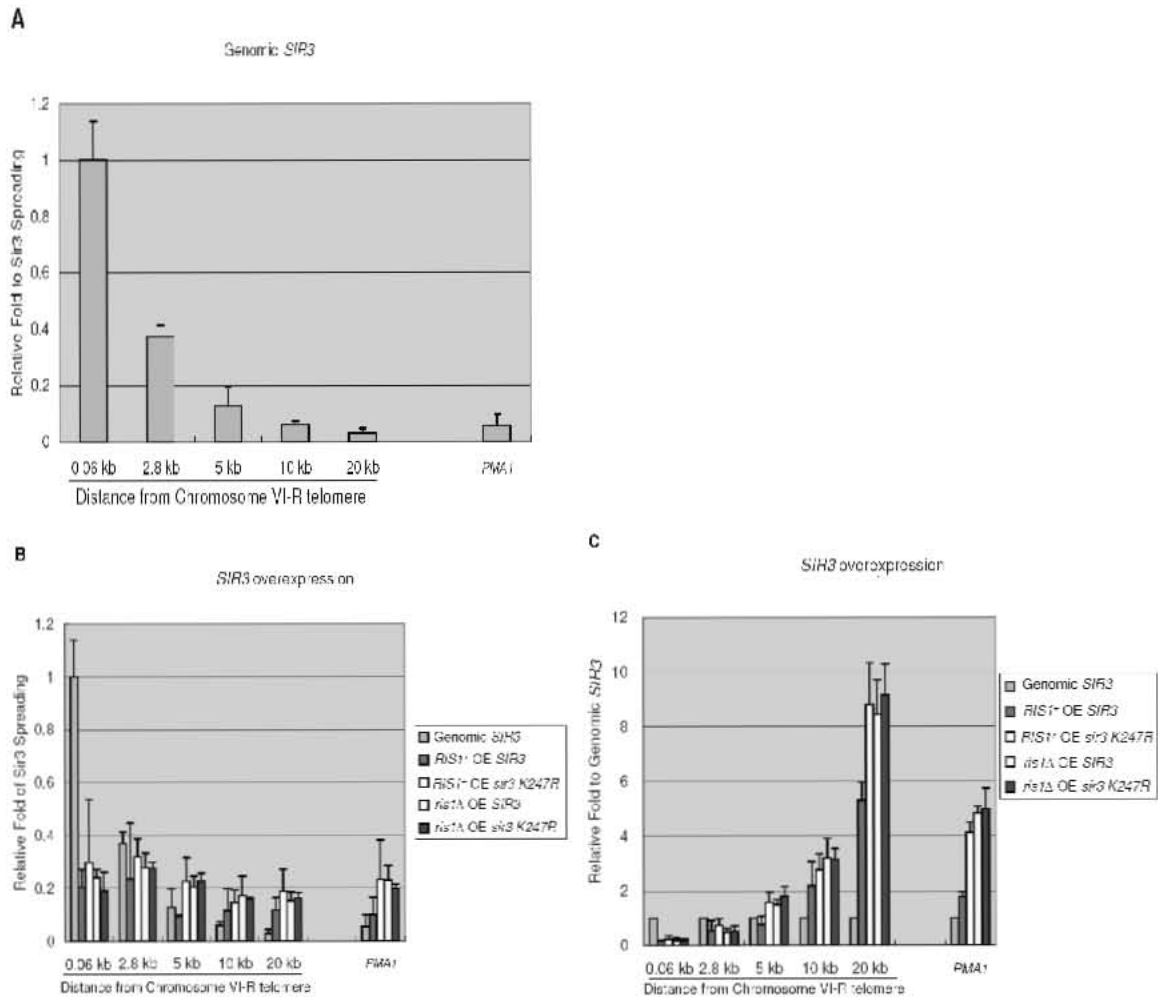 A
Genomic SIR3
Relative Fold to Sir3 Spreading
1.2
1
0.8
0.6
0.4
0.2
0
0.06 kb 2.8 kb 5 kb 10 kb 20 kb PMA1
Distance from Chromosome VI-R telomere
B
SIR3 overexpression
Relative Fold of Sir3 Spreading
1.2
1
0.8
0.6
0.4
0.2
0
Genomic SIR3
RIS1+ OE SIR3
RIS1+ OE sir3 K247R
ris1Δ OE SIR3
ris1Δ OE sir3 K247R
0.06 kb 2.8 kb 5 kb 10 kb 20 kb PMA1
Distance from Chromosome VI-R telomere
C
SIR3 overexpression
Relative Fold to Genomic SIR3
12
10
8
6
4
2
0
Genomic SIR3
RIS1+ OE SIR3
RIS1+ OE sir3 K247R
ris1Δ OE SIR3
ris1Δ OE sir3 K247R
0.06 kb 2.8 kb 5 kb 10 kb 20 kb PMA1
Distance from Chromosome VI-R telomere